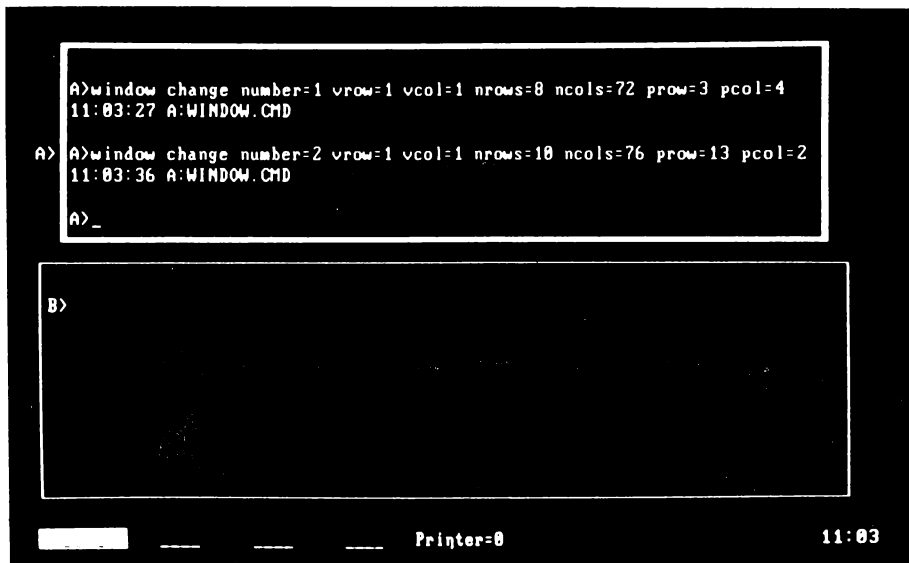 A>window change number=1 vrow=1 vcol=1 nrows=8 ncols=72 prow=3 pcol=4
11:03:27 A:WINDOW.CMD
A> A>window change number=2 vrow=1 vcol=1 nrows=10 ncols=76 prow=13 pcol=2
11:03:36 A:WINDOW.CMD
A>_
B>
Printer=0 11:03